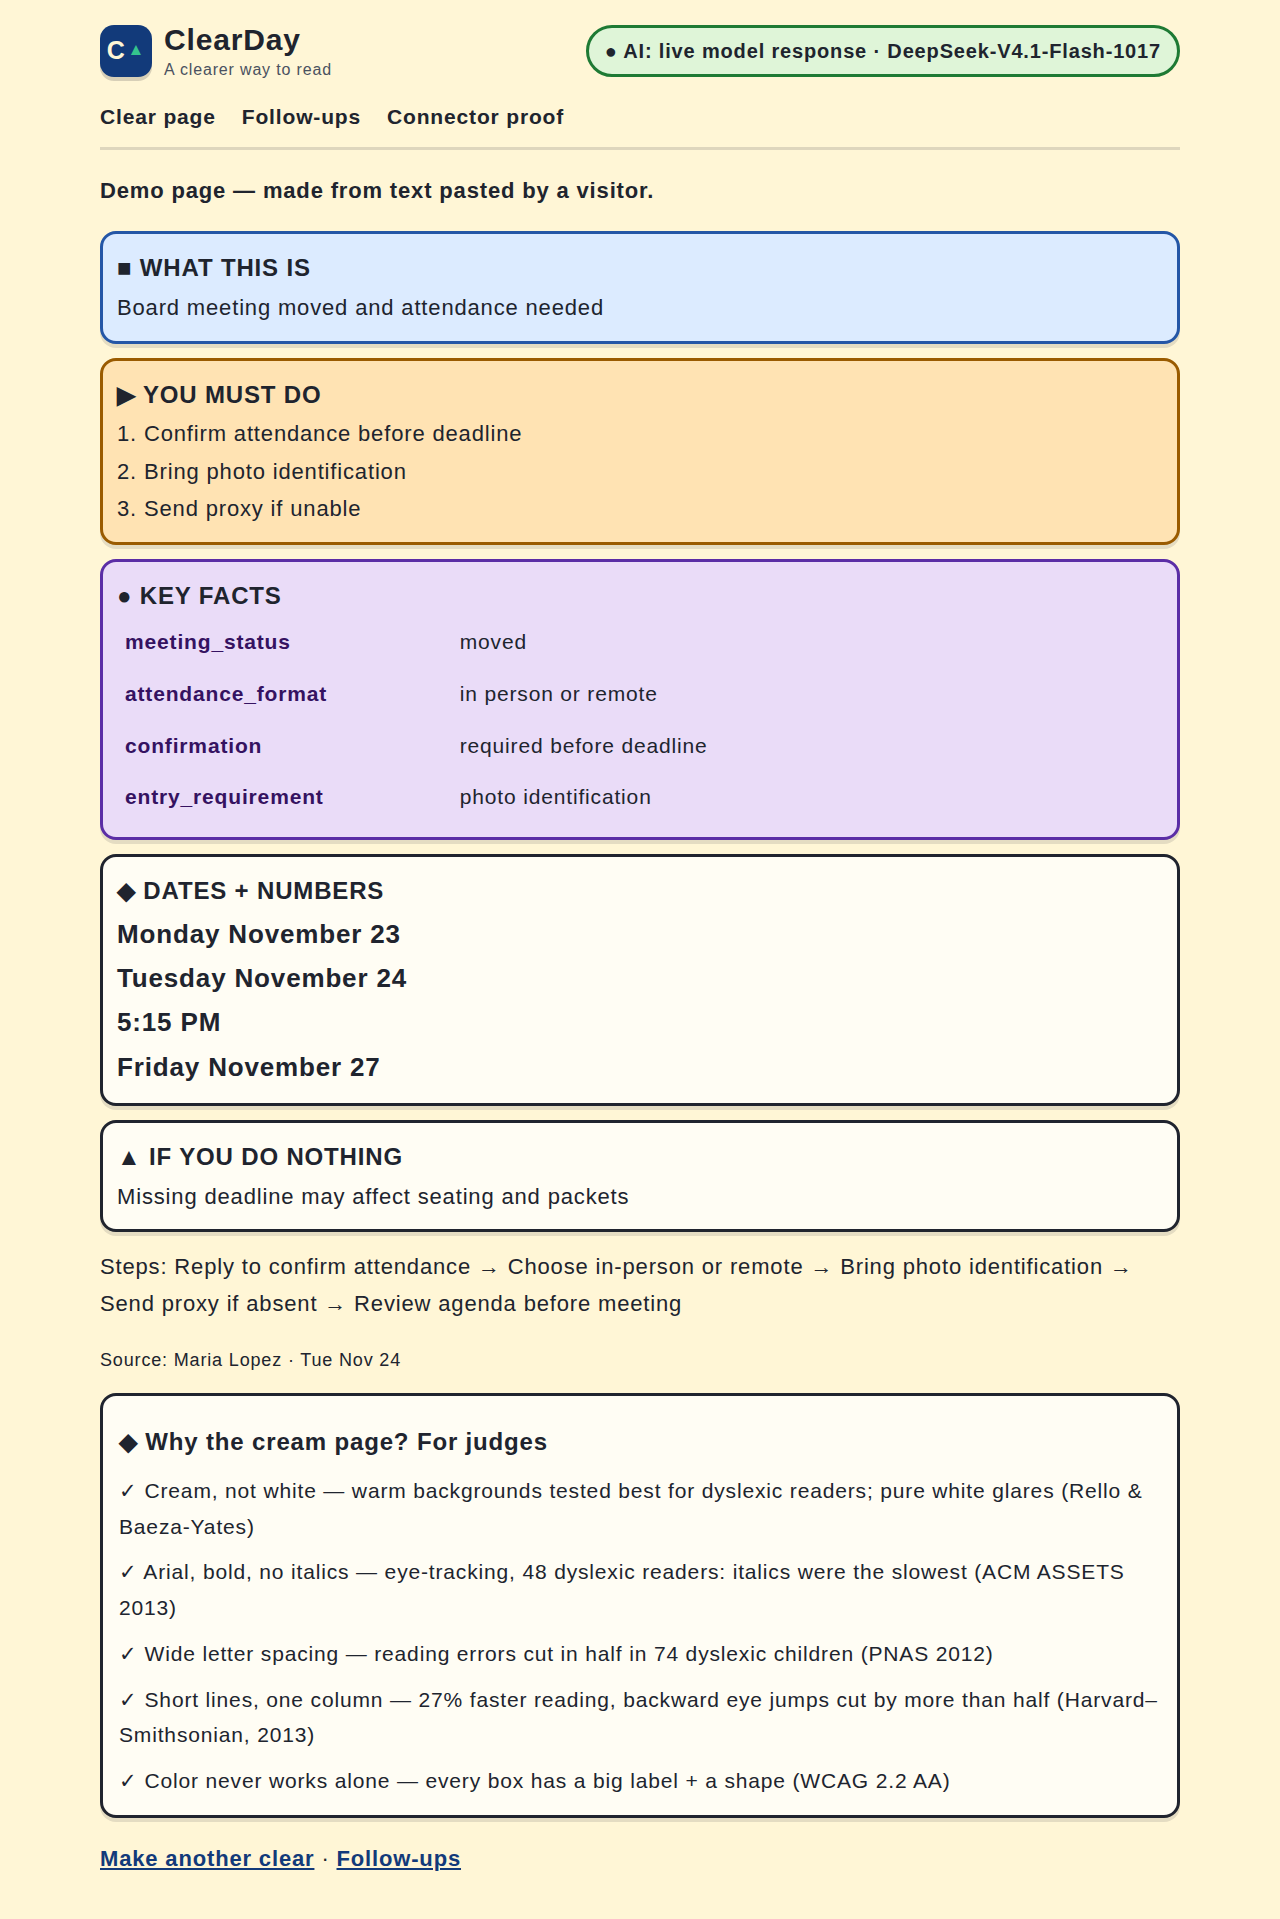 C▲
ClearDay
A clearer way to read
● AI: live model response · DeepSeek-V4.1-Flash-1017
Clear page Follow-ups Connector proof
Demo page — made from text pasted by a visitor.
■ WHAT THIS IS
Board meeting moved and attendance needed
▶ YOU MUST DO
1. Confirm attendance before deadline
2. Bring photo identification
3. Send proxy if unable
● KEY FACTS
meeting_status moved
attendance_format in person or remote
confirmation required before deadline
entry_requirement photo identification
◆ DATES + NUMBERS
Monday November 23
Tuesday November 24
5:15 PM
Friday November 27
▲ IF YOU DO NOTHING
Missing deadline may affect seating and packets
Steps: Reply to confirm attendance → Choose in-person or remote → Bring photo identification →
Send proxy if absent → Review agenda before meeting
Source: Maria Lopez · Tue Nov 24
◆ Why the cream page? For judges
✓ Cream, not white — warm backgrounds tested best for dyslexic readers; pure white glares (Rello &
Baeza-Yates)
✓ Arial, bold, no italics — eye-tracking, 48 dyslexic readers: italics were the slowest (ACM ASSETS
2013)
✓ Wide letter spacing — reading errors cut in half in 74 dyslexic children (PNAS 2012)
✓ Short lines, one column — 27% faster reading, backward eye jumps cut by more than half (Harvard–
Smithsonian, 2013)
✓ Color never works alone — every box has a big label + a shape (WCAG 2.2 AA)
Make another clear · Follow-ups